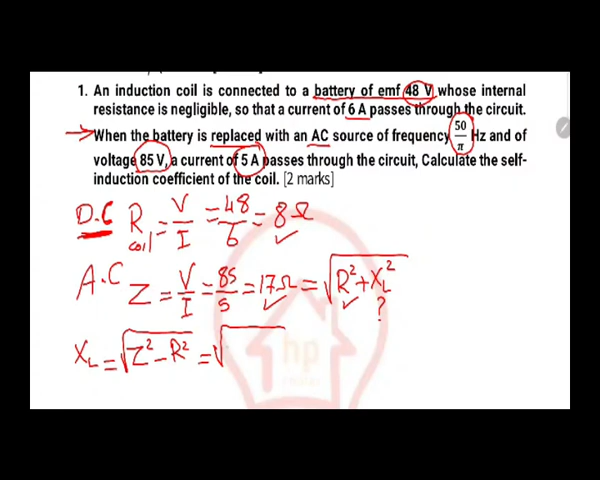 1. An induction coil is connected to a battery of emf 48 V whose internal
resistance is negligible, so that a current of 6 A passes through the circuit.
When the battery is replaced with an AC source of frequency 50/π Hz and of
voltage 85 V, a current of 5 A passes through the circuit, Calculate the self-
induction coefficient of the coil. [2 marks]
D.C R coil = V/I = 48/6 = 8Ω
A.C Z = V/I = 85/5 = 17Ω = √(R² + X_L²)
?
X_L = √(Z² - R²) = √
hp